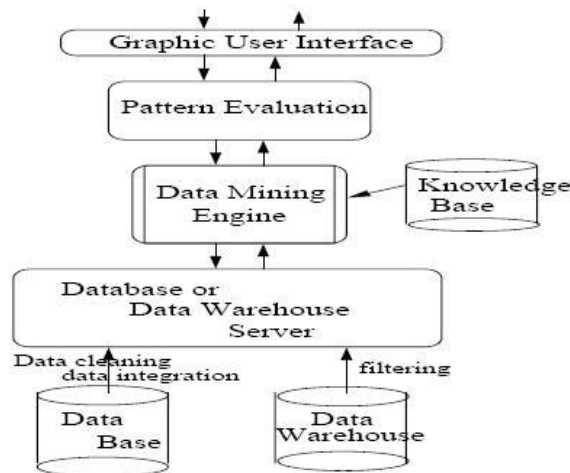 Graphic User Interface
Pattern Evaluation
Data Mining
Engine
Knowledge
Base
Database or
Data Warehouse
Server
Data cleaning
data integration
filtering
Data
Base
Data
Warehouse